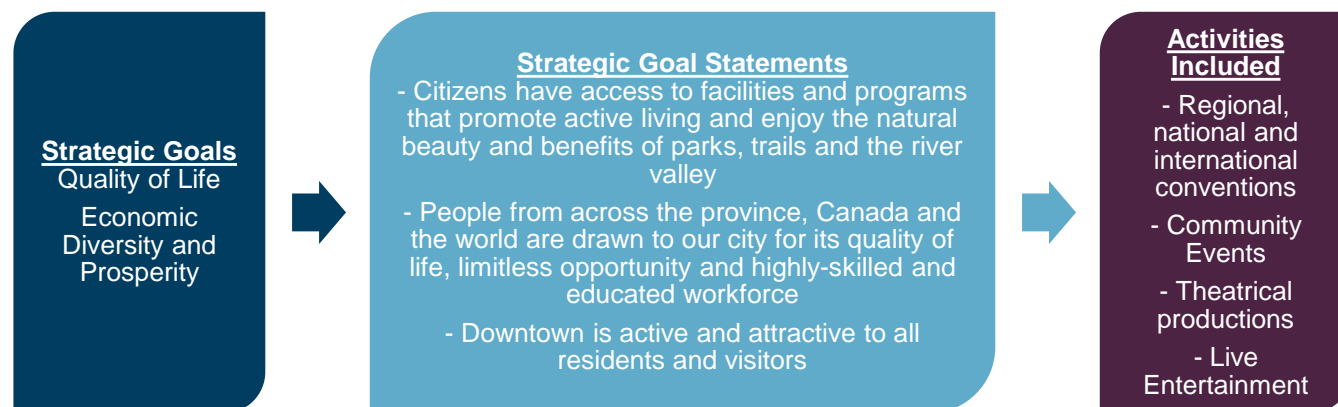 Strategic Goals
Quality of Life
Economic
Diversity and
Prosperity
Strategic Goal Statements
- Citizens have access to facilities and programs
that promote active living and enjoy the natural
beauty and benefits of parks, trails and the river
valley
- People from across the province, Canada and
the world are drawn to our city for its quality of
life, limitless opportunity and highly-skilled and
educated workforce
- Downtown is active and attractive to all
residents and visitors
Activities
Included
- Regional,
national and
international
conventions
- Community
Events
- Theatrical
productions
- Live
Entertainment